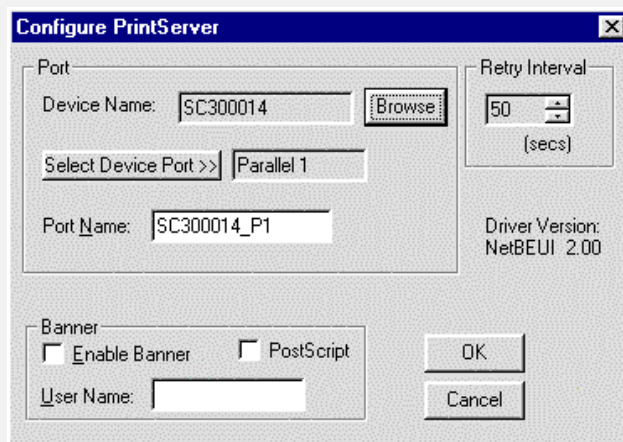 Configure PrintServer
Port
Device Name: SC300014 Browse
Select Device Port >> Parallel 1
Port Name: SC300014_P1
Retry Interval
50
(secs)
Driver Version:
NetBEUI 2.00
Banner
Enable Banner PostScript
User Name:
OK
Cancel